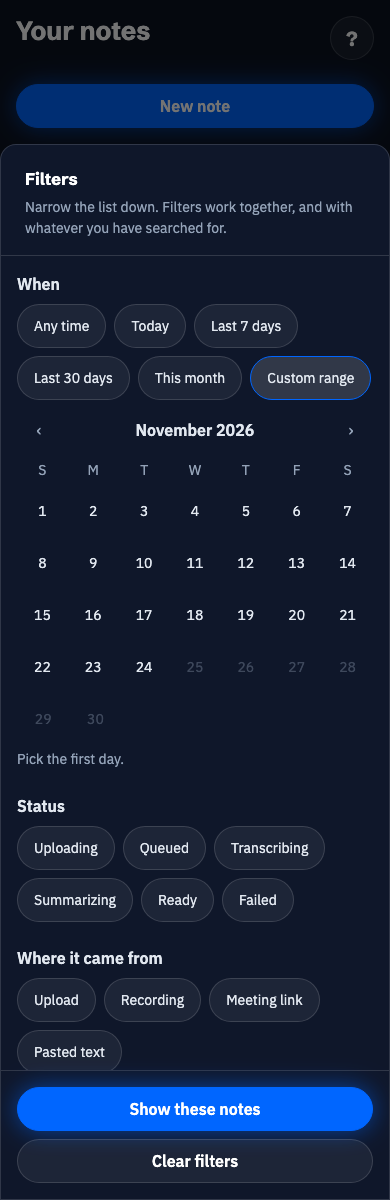 Your notes
?
New note
Filters
Narrow the list down. Filters work together, and with
whatever you have searched for.
When
Any time Today Last 7 days
Last 30 days This month Custom range
‹ November 2026 ›
S M T W T F S
1 2 3 4 5 6 7
8 9 10 11 12 13 14
15 16 17 18 19 20 21
22 23 24 25 26 27 28
29 30
Pick the first day.
Status
Uploading Queued Transcribing
Summarizing Ready Failed
Where it came from
Upload Recording Meeting link
Pasted text
Show these notes
Clear filters